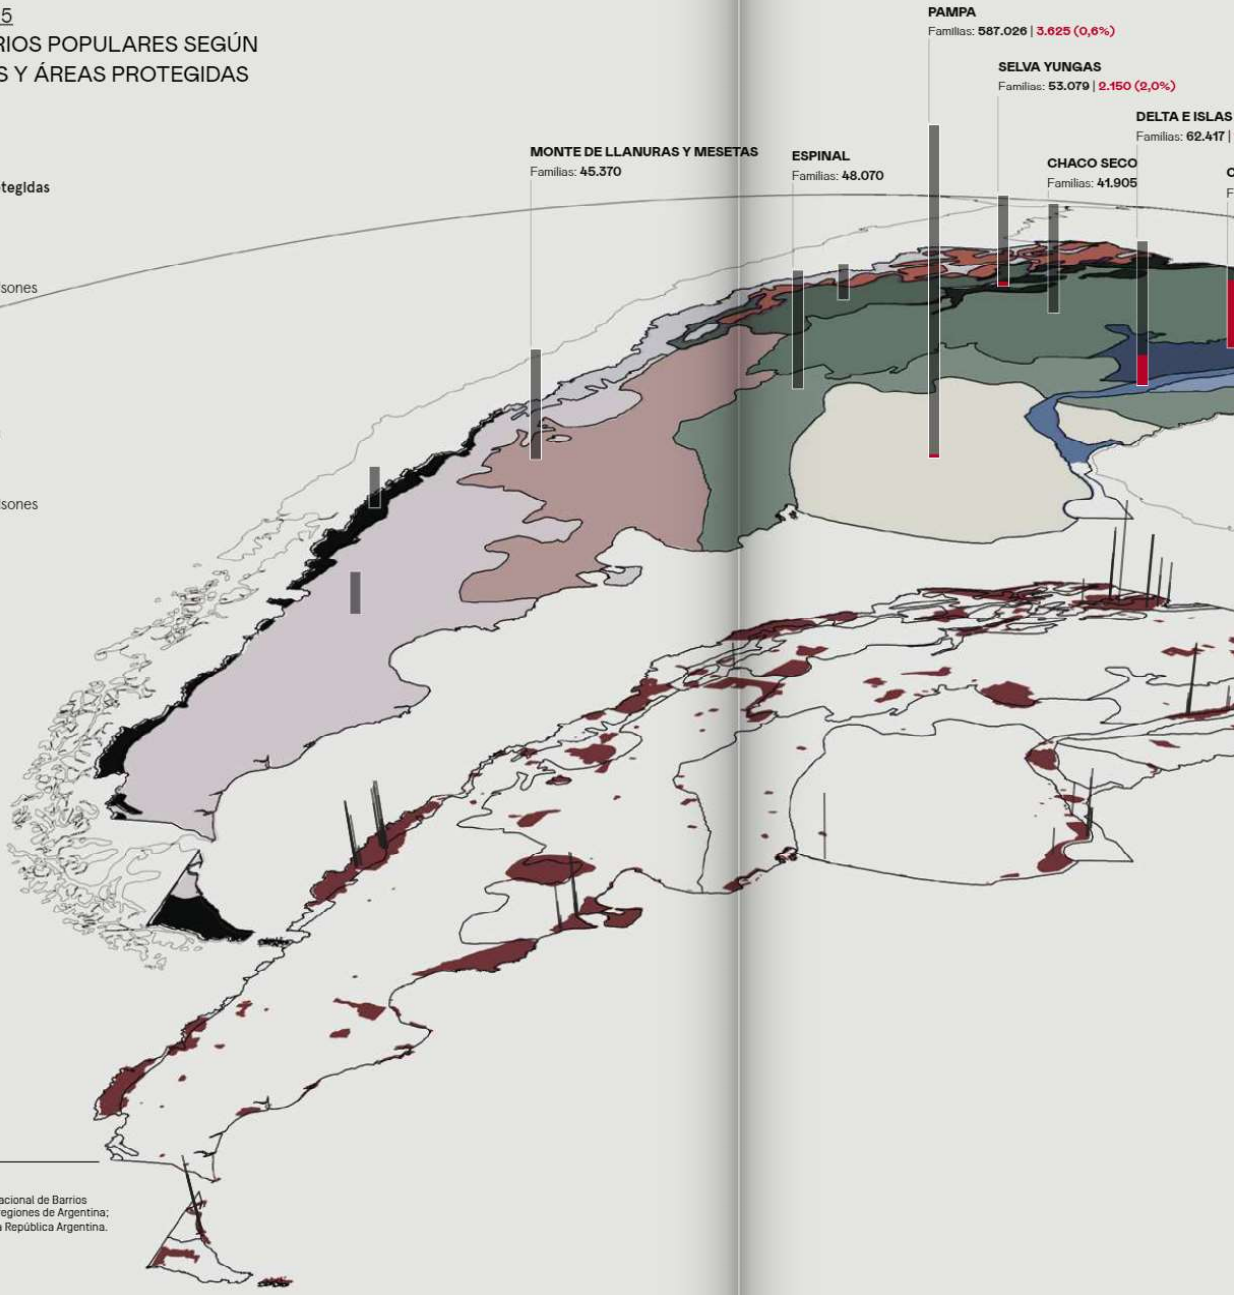 5
RIOS POPULARES SEGÚN
S Y ÁREAS PROTEGIDAS
tegidas
sones
sones
acional de Barrios
regiones de Argentina;
a República Argentina.
MONTE DE LLANURAS Y MESETAS
Familias: 45.370
ESPINAL
Familias: 48.070
PAMPA
Familias: 587.026 | 3.625 (0,6%)
SELVA YUNGAS
Familias: 53.079 | 2.150 (2,0%)
CHACO SECO
Familias: 41.905
DELTA E ISLAS
Familias: 62.417 |